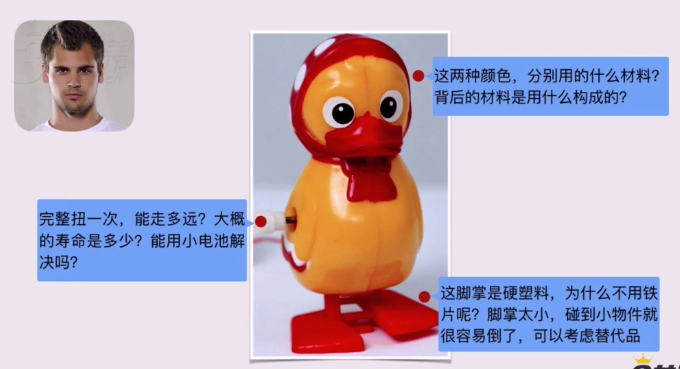 这两种颜色，分别用的什么材料？
背后的材料是用什么构成的？
完整扭一次，能走多远？大概
的寿命是多少？能用小电池解
决吗？
这脚掌是硬塑料，为什么不用铁
片呢？脚掌太小，碰到小物件就
很容易倒了，可以考虑替代品